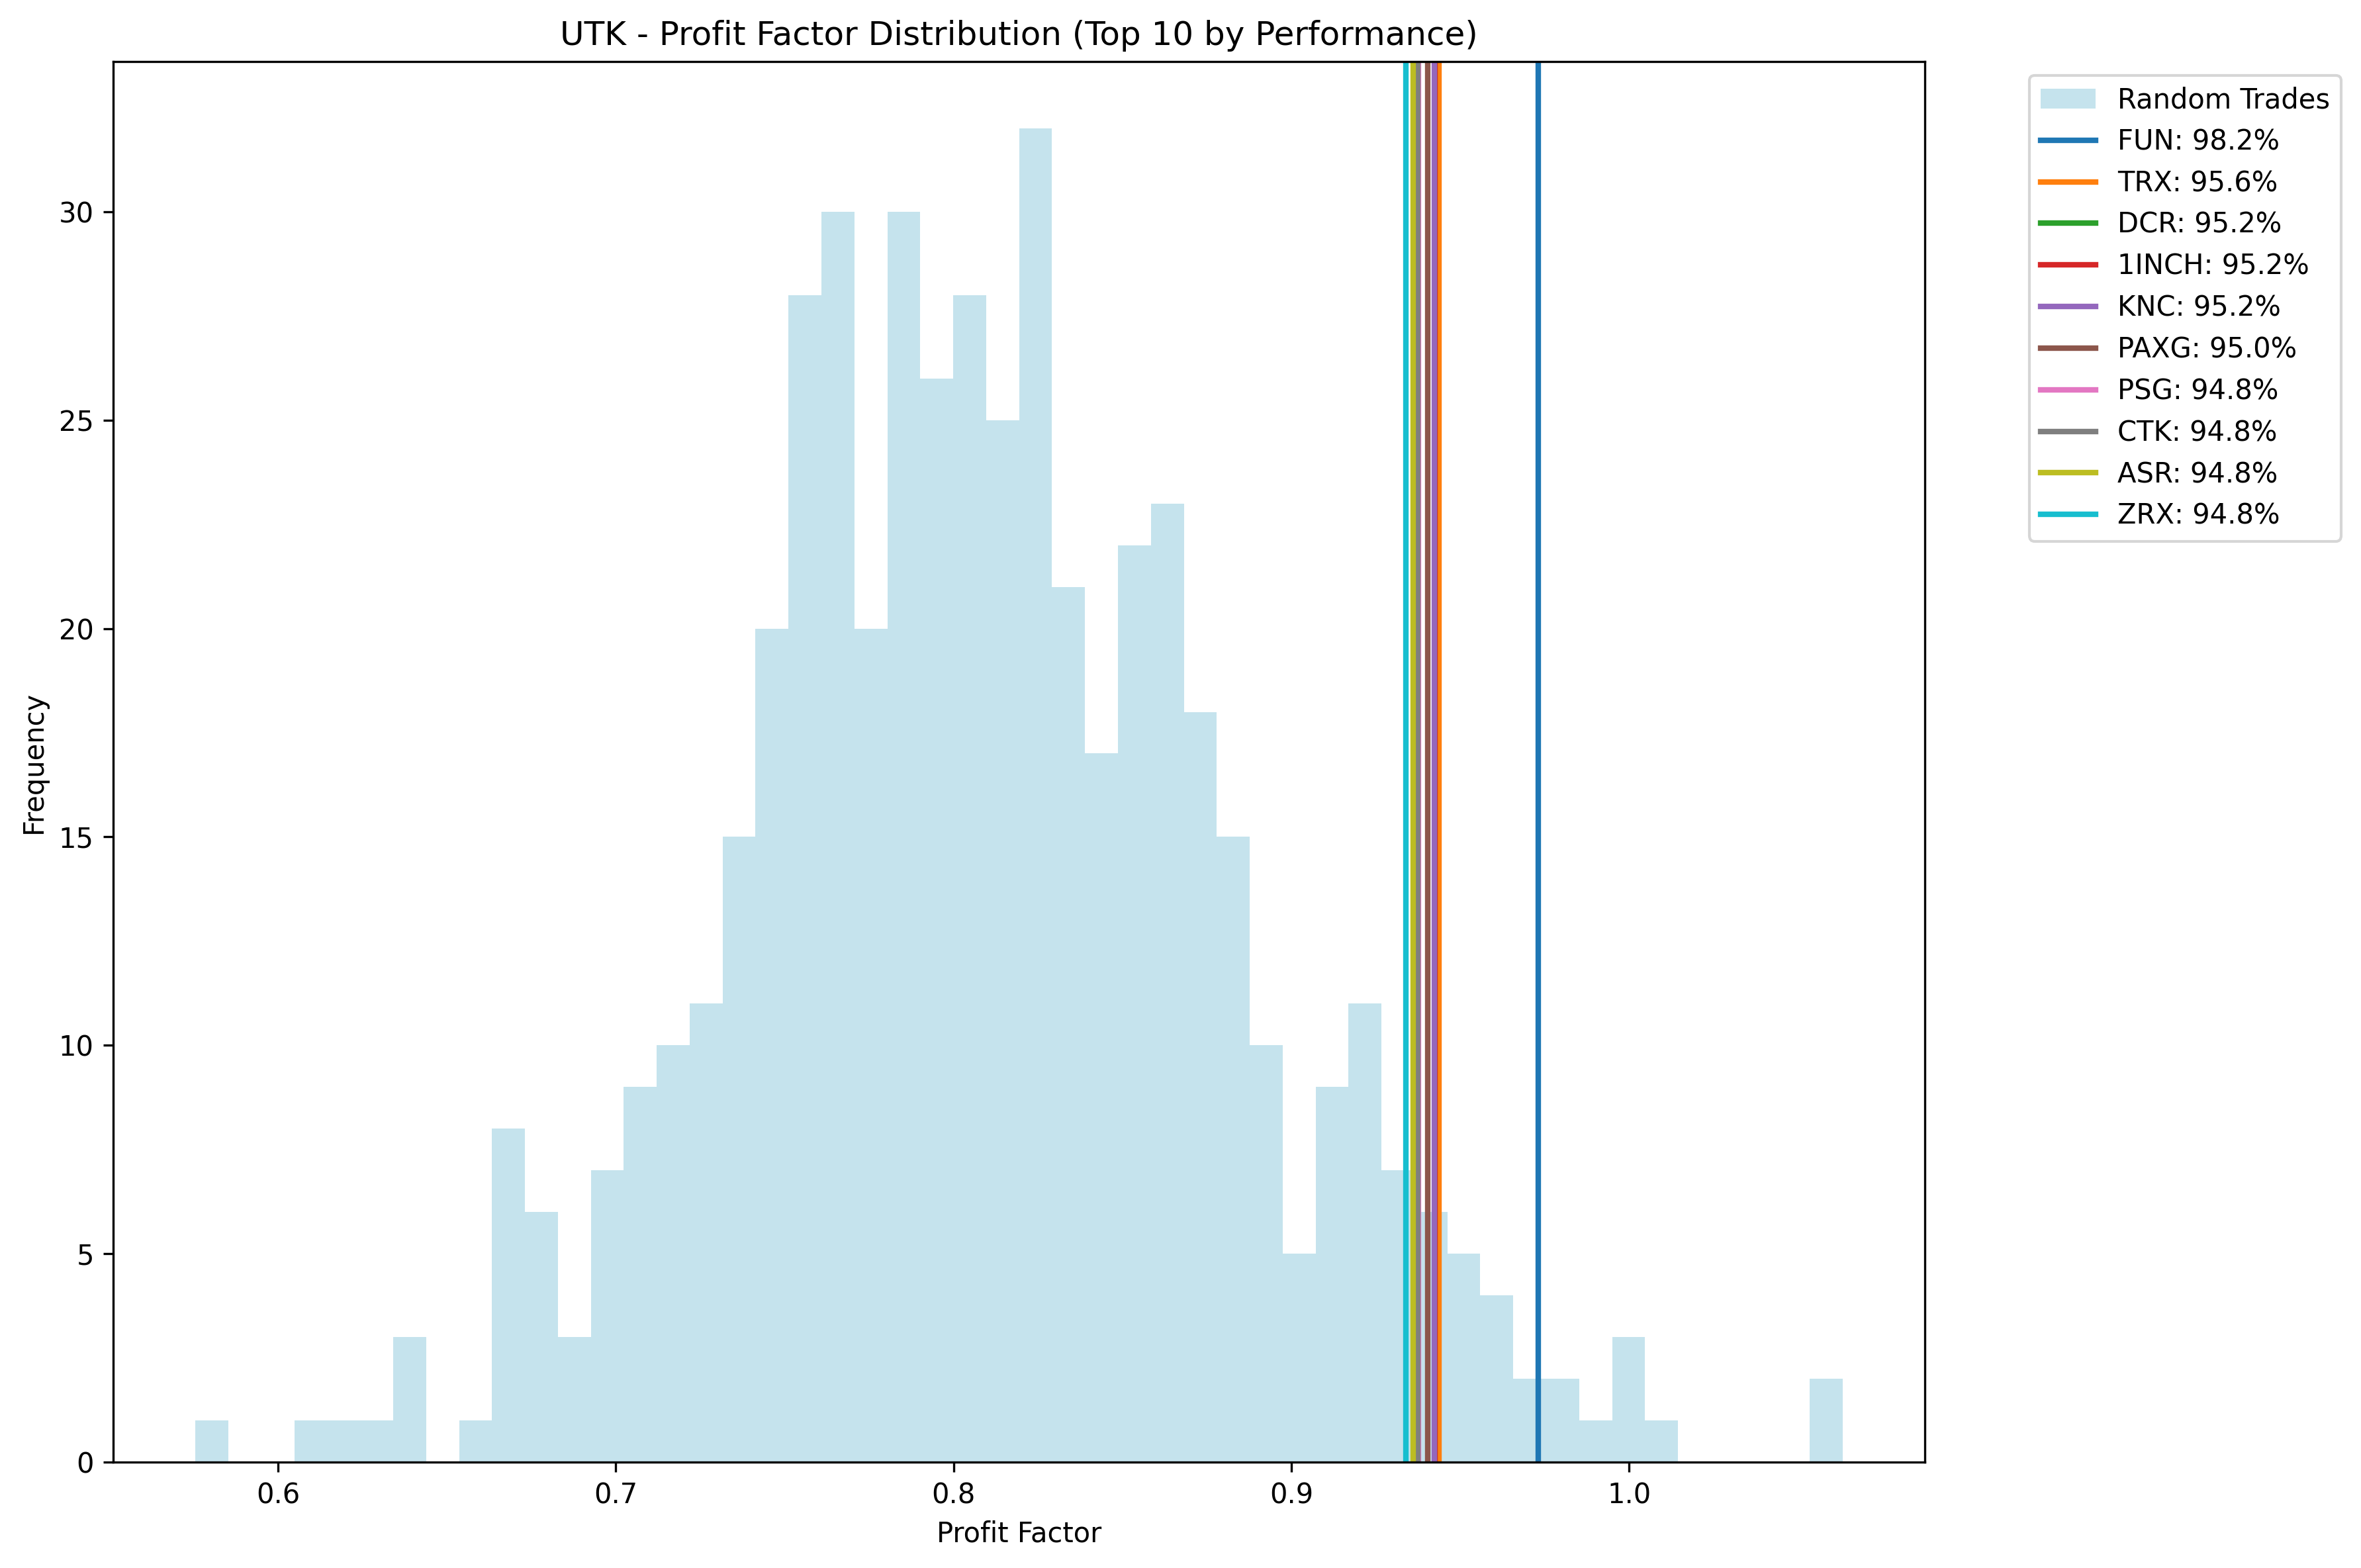 UTK - Profit Factor Distribution (Top 10 by Performance)
Random Trades
FUN: 98.2%
TRX: 95.6%
DCR: 95.2%
1INCH: 95.2%
KNC: 95.2%
PAXG: 95.0%
PSG: 94.8%
CTK: 94.8%
ASR: 94.8%
ZRX: 94.8%
Frequency
30
25
20
15
10
5
0
0.6 0.7 0.8 0.9 1.0
Profit Factor